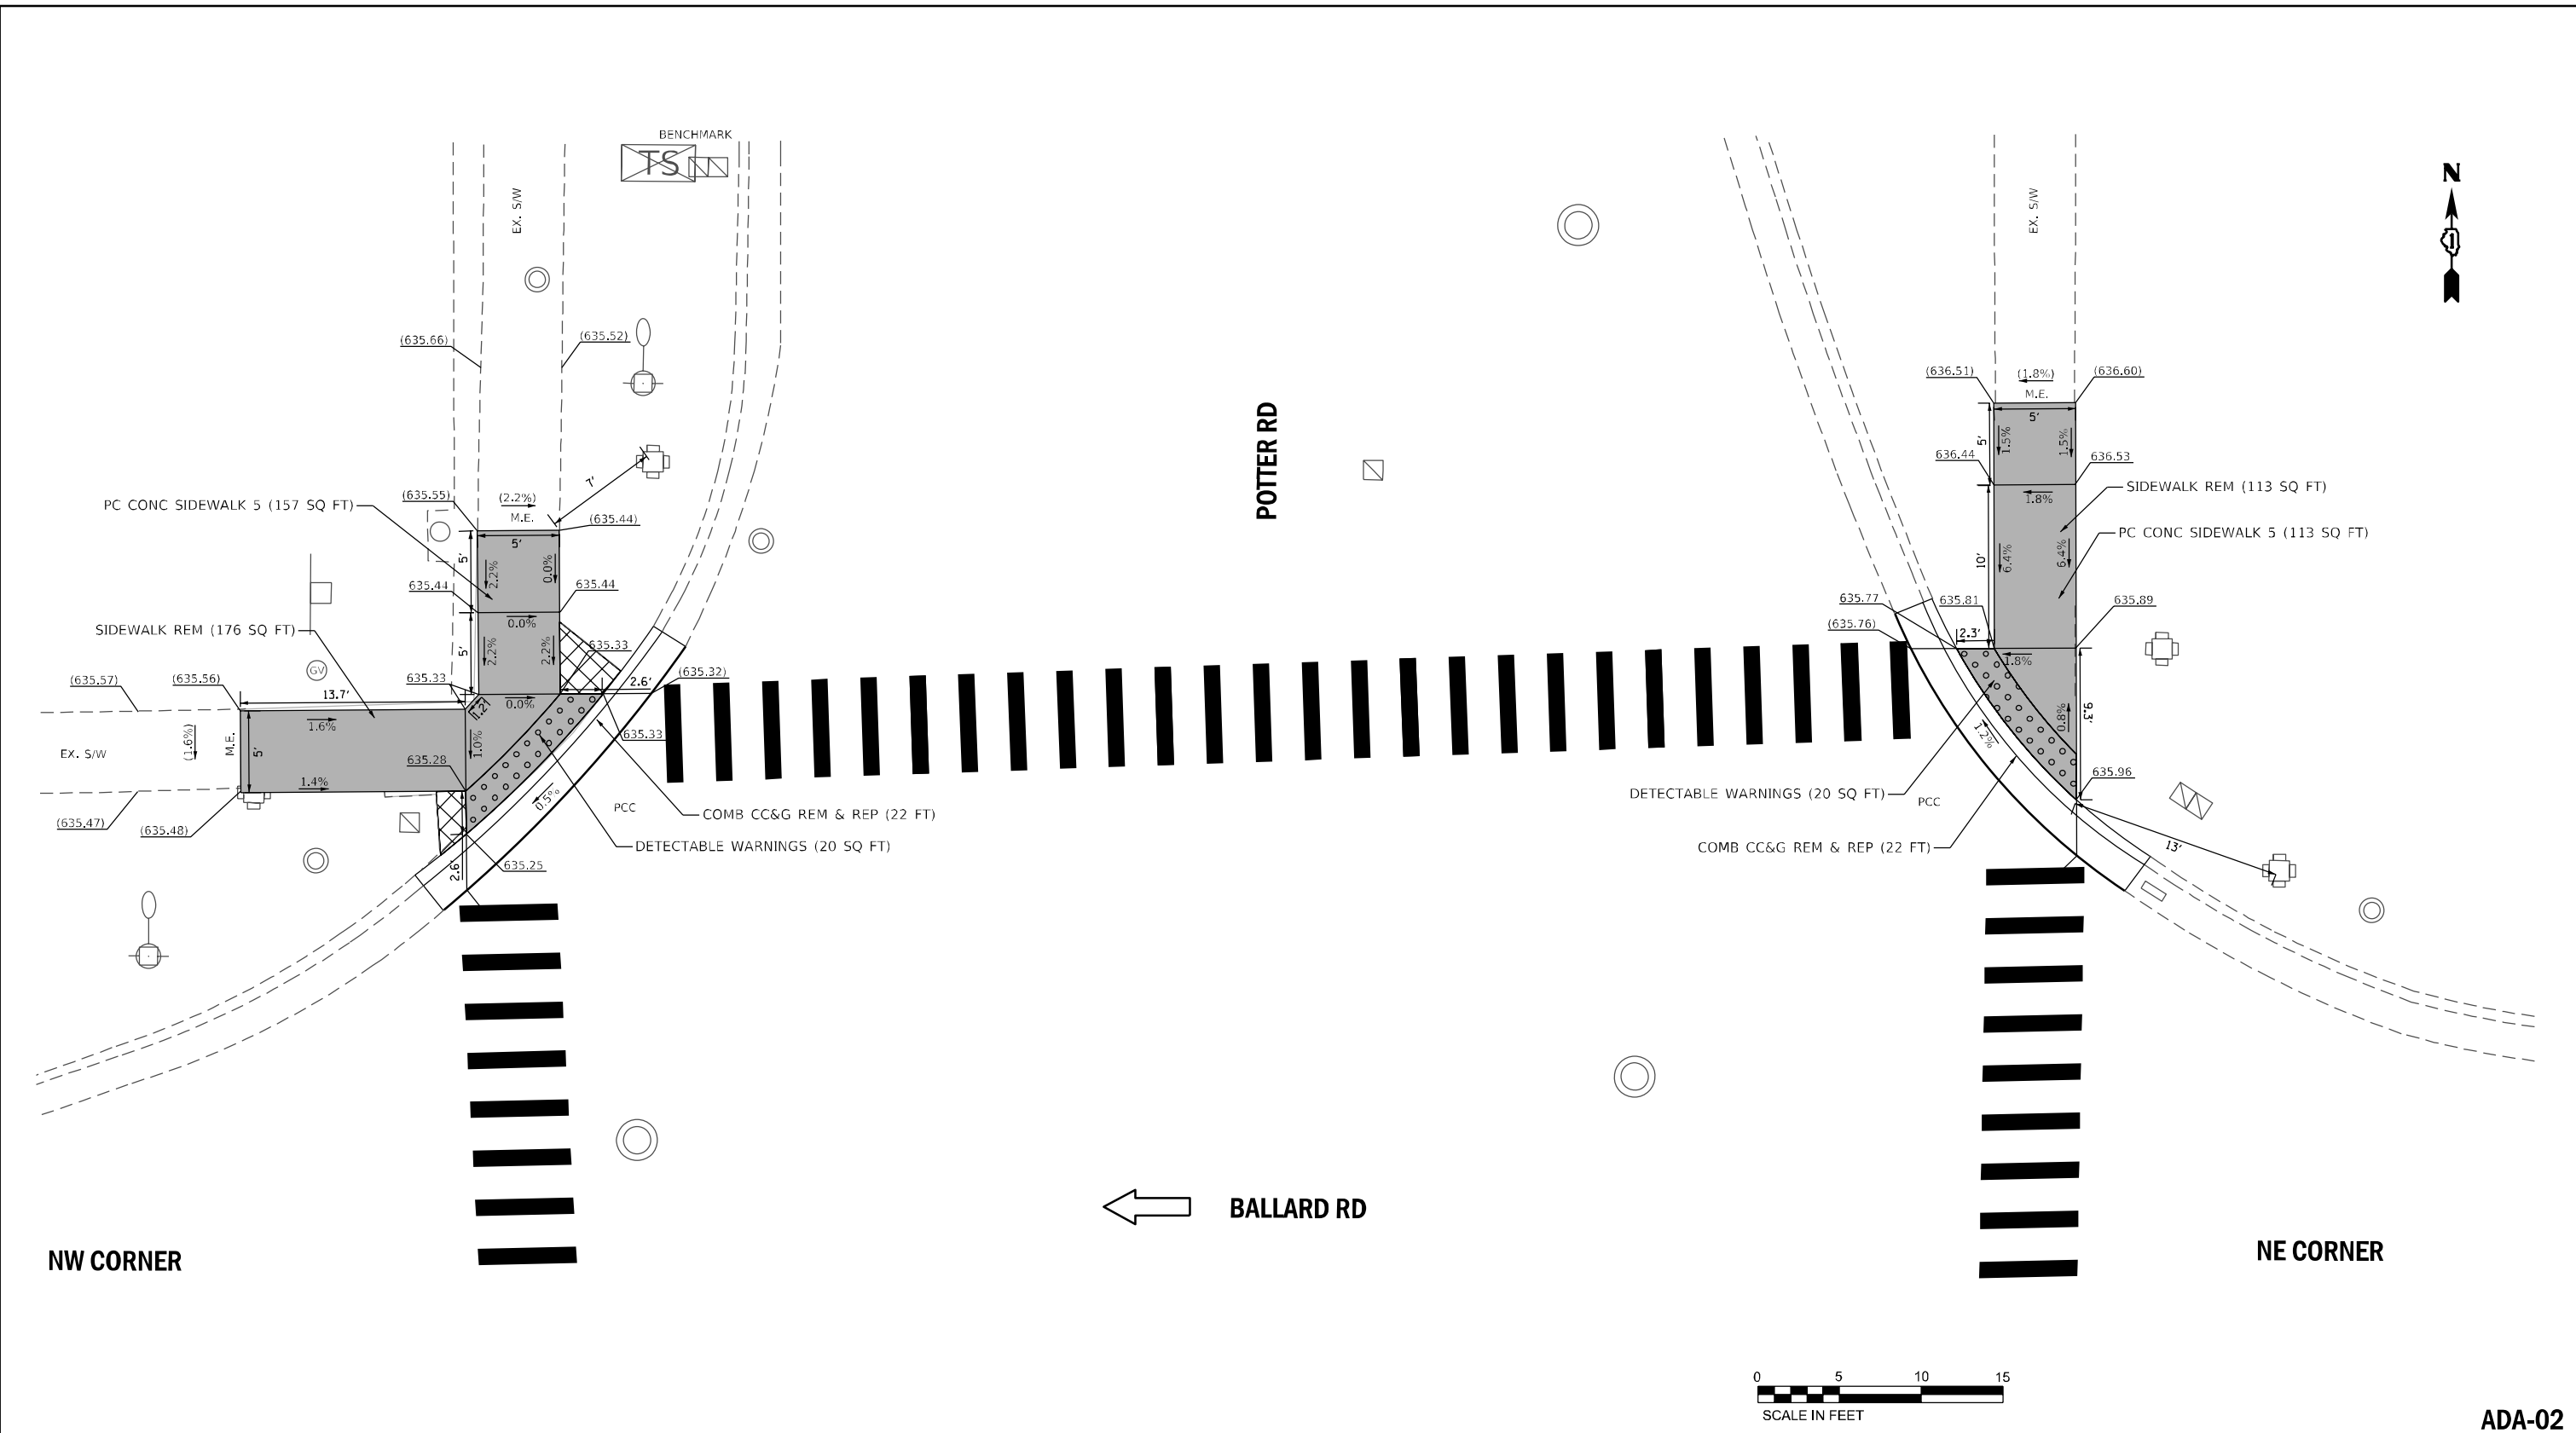 BENCHMARK
TS
EX. S/W
(635.66)
(635.52)
7'
(635.55)
(2.2%)
M.E.
(635.44)
PC CONC SIDEWALK 5 (157 SQ FT)
5'
5'
2.2%
0.0%
635.44
635.44
0.0%
SIDEWALK REM (176 SQ FT)
5'
2.2%
2.2%
635.33
GV
(635.57)
(635.56)
13.7'
635.33
1.2'
0.0%
2.6'
(635.32)
1.6%
EX. S/W
(1.6%)
M.E.
5'
1.0%
635.33
635.28
1.4%
0.5%
PCC
(635.47)
(635.48)
COMB CC&G REM & REP (22 FT)
DETECTABLE WARNINGS (20 SQ FT)
2.6'
635.25
NW CORNER
POTTER RD
BALLARD RD
N
1
EX. S/W
(636.51)
(1.8%)
M.E.
(636.60)
5'
5'
1.5%
1.5%
636.44
636.53
1.8%
SIDEWALK REM (113 SQ FT)
PC CONC SIDEWALK 5 (113 SQ FT)
10'
6.4%
6.4%
635.77
635.81
635.89
(635.76)
2.3'
1.8%
0.8%
9.3'
1.2%
635.96
DETECTABLE WARNINGS (20 SQ FT)
PCC
COMB CC&G REM & REP (22 FT)
13'
NE CORNER
0 5 10 15
SCALE IN FEET
ADA-02